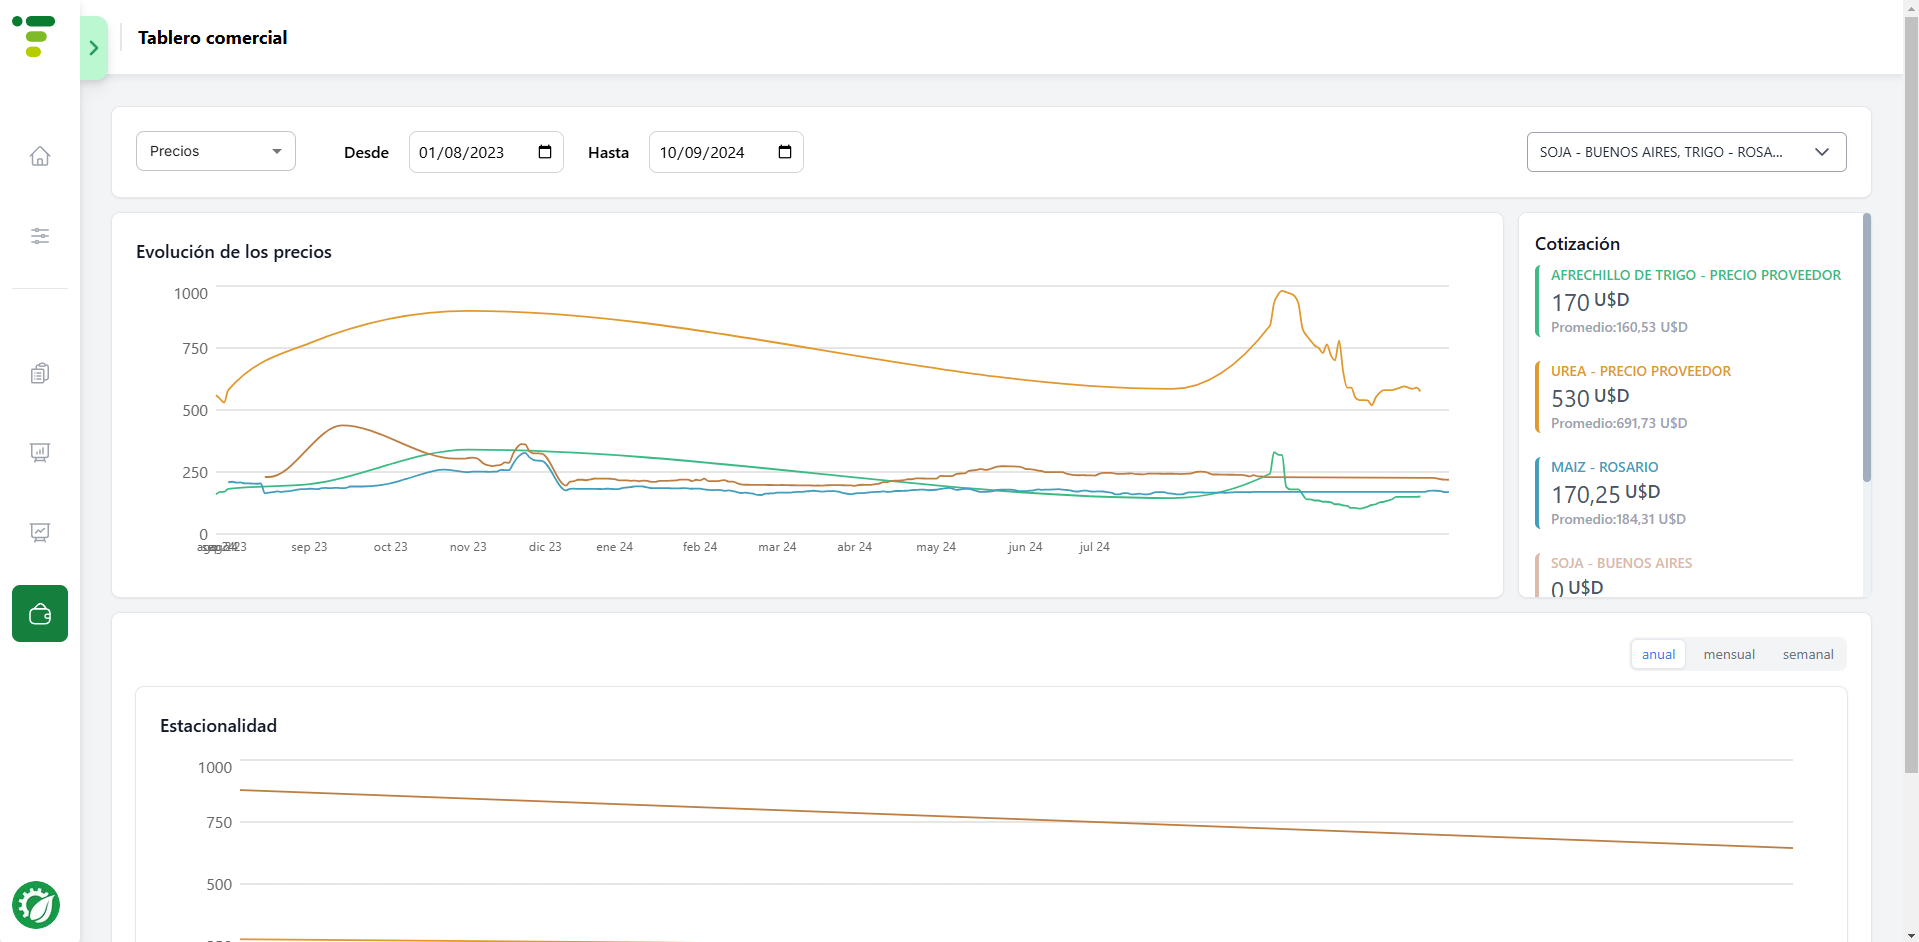 Tablero comercial
Precios
Desde
01/08/2023
Hasta
10/09/2024
SOJA - BUENOS AIRES, TRIGO - ROSA...
Evolución de los precios
1000
750
500
250
0
sep 23
oct 23
nov 23
dic 23
ene 24
feb 24
mar 24
abr 24
may 24
jun 24
jul 24
Cotización
AFRECHILLO DE TRIGO - PRECIO PROVEEDOR
170 U$D
Promedio:160,53 U$D
UREA - PRECIO PROVEEDOR
530 U$D
Promedio:691,73 U$D
MAIZ - ROSARIO
170,25 U$D
Promedio:184,31 U$D
SOJA - BUENOS AIRES
0 U$D
anual
mensual
semanal
Estacionalidad
1000
750
500